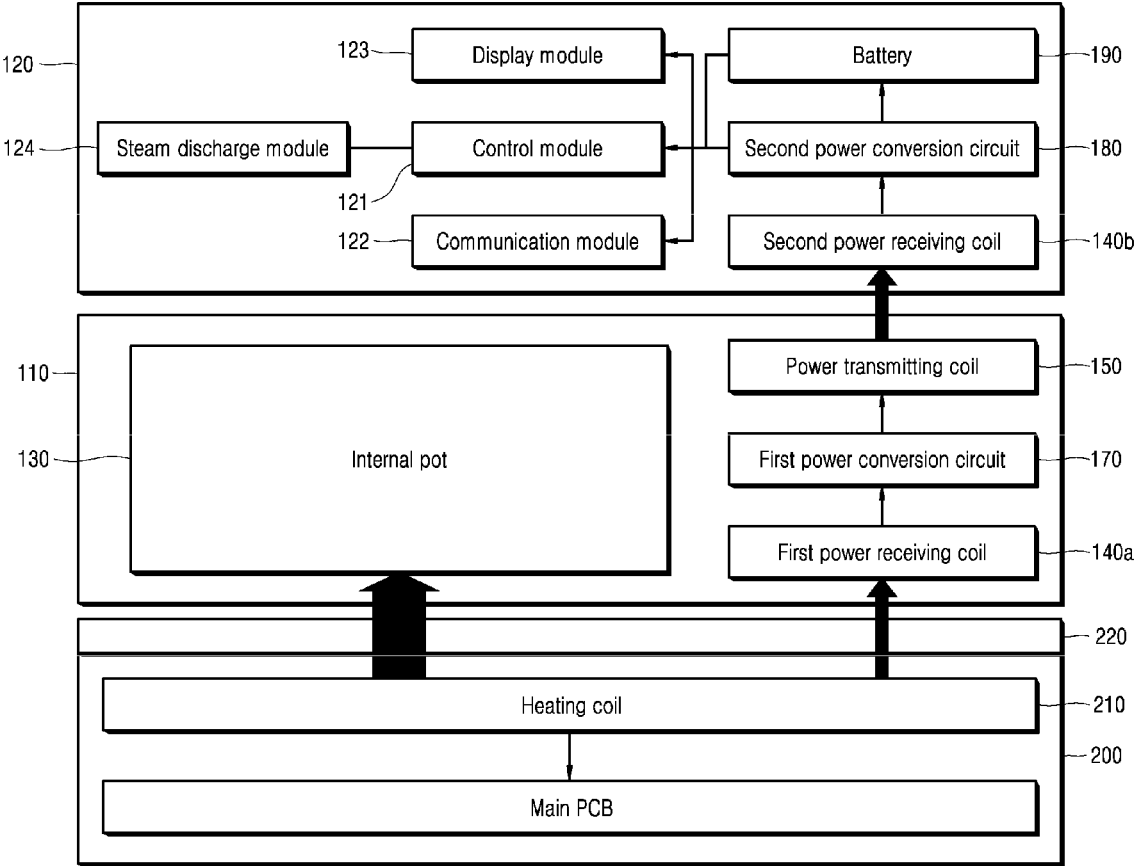 123
Display module
Battery
190
120
124
Steam discharge module
Control module
Second power conversion circuit
180
121
122
Communication module
Second power receiving coil
140b
110
Power transmitting coil
150
130
Internal pot
First power conversion circuit
170
First power receiving coil
140a
220
Heating coil
210
200
Main PCB